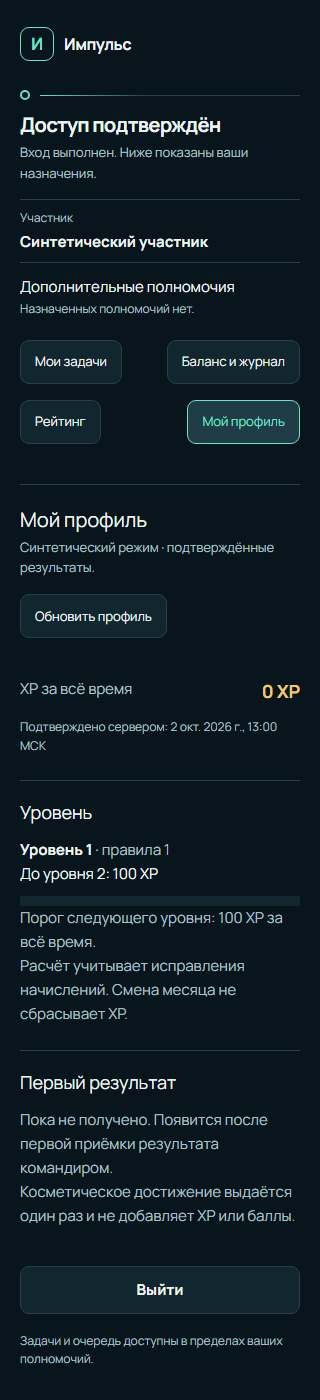 И Импульс
Доступ подтверждён
Вход выполнен. Ниже показаны ваши
назначения.
Участник
Синтетический участник
Дополнительные полномочия
Назначенных полномочий нет.
Мои задачи Баланс и журнал
Рейтинг Мой профиль
Мой профиль
Синтетический режим · подтверждённые
результаты.
Обновить профиль
XP за всё время 0 XP
Подтверждено сервером: 2 окт. 2026 г., 13:00
МСК
Уровень
Уровень 1 · правила 1
До уровня 2: 100 XP
Порог следующего уровня: 100 XP за
всё время.
Расчёт учитывает исправления
начислений. Смена месяца не
сбрасывает XP.
Первый результат
Пока не получено. Появится после
первой приёмки результата
командиром.
Косметическое достижение выдаётся
один раз и не добавляет XP или баллы.
Выйти
Задачи и очередь доступны в пределах ваших
полномочий.